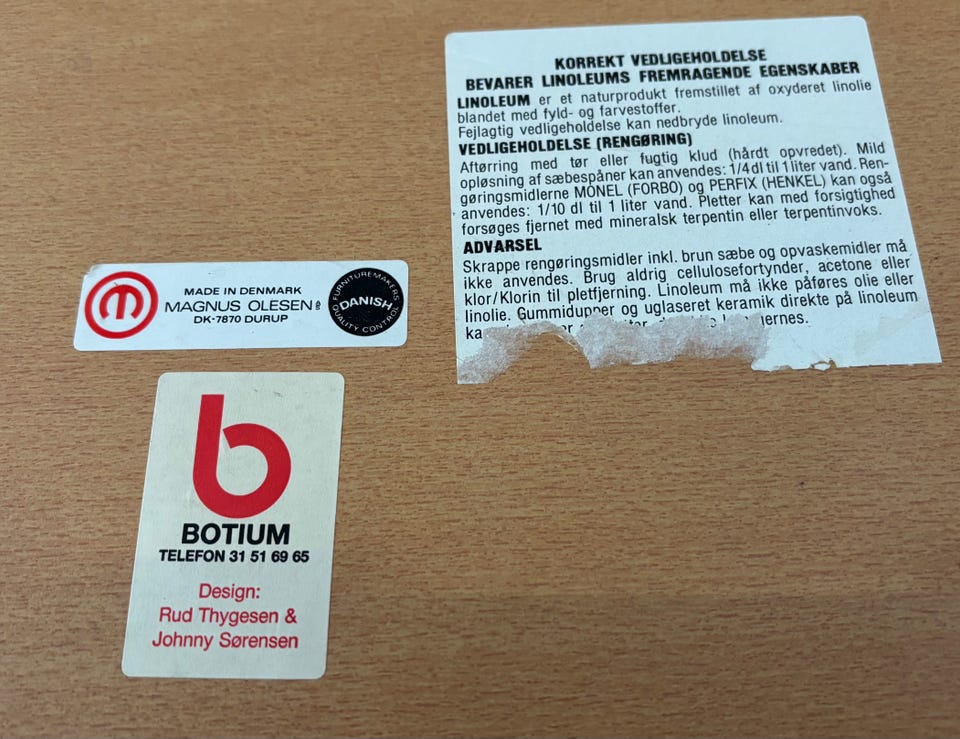 KORREKT VEDLIGEHOLDELSE
BEVARER LINOLEUMS FREMRAGENDE EGENSKABER
LINOLEUM er et naturprodukt fremstillet af oxyderet linolie
blandet med fyld- og farvestoffer.
Fejlagtig vedligeholdelse kan nedbryde linoleum.
VEDLIGEHOLDELSE (RENGØRING)
Aftørring med tør eller fugtig klud (hårdt opvredet). Mild
opløsning af sæbespåner kan anvendes: 1/4 dl til 1 liter vand. Ren-
gøringsmidlerne MONEL (FORBO) og PERFIX (HENKEL) kan også
anvendes: 1/10 dl til 1 liter vand. Pletter kan med forsigtighed
forsøges fjernet med mineralsk terpentin eller terpentinvoks.
ADVARSEL
Skrappe rengøringsmidler inkl. brun sæbe og opvaskemidler må
ikke anvendes. Brug aldrig cellulosefortynder, acetone eller
klor/Klorin til pletfjerning. Linoleum må ikke påføres olie eller
linolie. Gummidupper og uglaseret keramik direkte på linoleum
MADE IN DENMARK
MAGNUS OLESEN
DK-7870 DURUP
FURNITUREMAKERS
DANISH
QUALITY CONTROL
b
BOTIUM
TELEFON 31 51 69 65
Design:
Rud Thygesen &
Johnny Sørensen